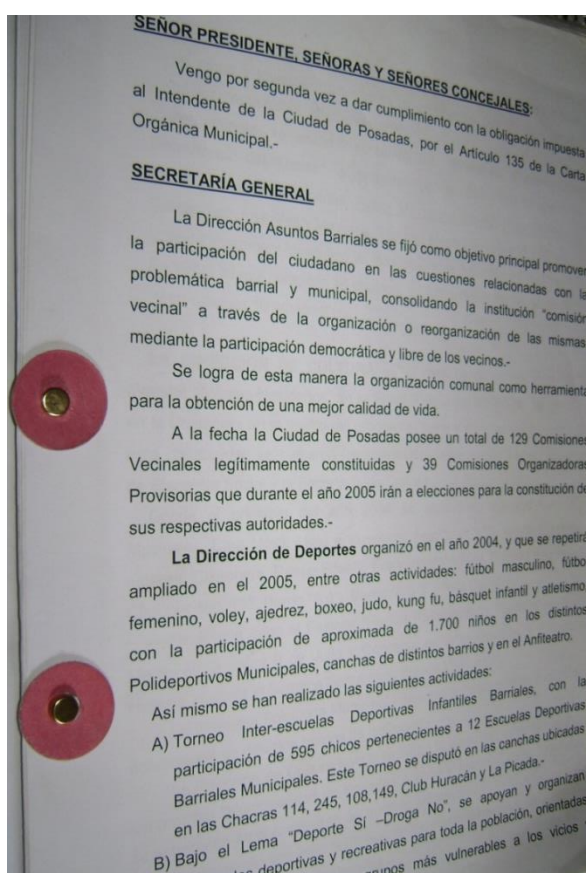 SEÑOR PRESIDENTE, SEÑORAS Y SEÑORES CONCEJALES:
Vengo por segunda vez a dar cumplimiento con la obligación impuesta
al Intendente de la Ciudad de Posadas, por el Artículo 135 de la Carta
Orgánica Municipal.-
SECRETARÍA GENERAL
La Dirección Asuntos Barriales se fijó como objetivo principal promover
la participación del ciudadano en las cuestiones relacionadas con la
problemática barrial y municipal, consolidando la institución "comisión
vecinal" a través de la organización o reorganización de las mismas
mediante la participación democrática y libre de los vecinos.-
Se logra de esta manera la organización comunal como herramienta
para la obtención de una mejor calidad de vida.
A la fecha la Ciudad de Posadas posee un total de 129 Comisiones
Vecinales legítimamente constituidas y 39 Comisiones Organizadoras
Provisorias que durante el año 2005 irán a elecciones para la constitución de
sus respectivas autoridades.-
La Dirección de Deportes organizó en el año 2004, y que se repetirá
ampliado en el 2005, entre otras actividades: fútbol masculino, fútbol
femenino, voley, ajedrez, boxeo, judo, kung fu, básquet infantil y atletismo
con la participación de aproximada de 1.700 niños en los distintos
Polideportivos Municipales, canchas de distintos barrios y en el Anfiteatro.
Así mismo se han realizado las siguientes actividades:
A) Torneo Inter-escuelas Deportivas Infantiles Barriales, con la
participación de 595 chicos pertenecientes a 12 Escuelas Deportivas
Barriales Municipales. Este Torneo se disputó en las canchas ubicadas
en las Chacras 114, 245, 108,149, Club Huracán y La Picada.-
B) Bajo el Lema "Deporte Sí –Droga No", se apoyan y organizan
deportivas y recreativas para toda la población, orientadas
más vulnerables a los vicios